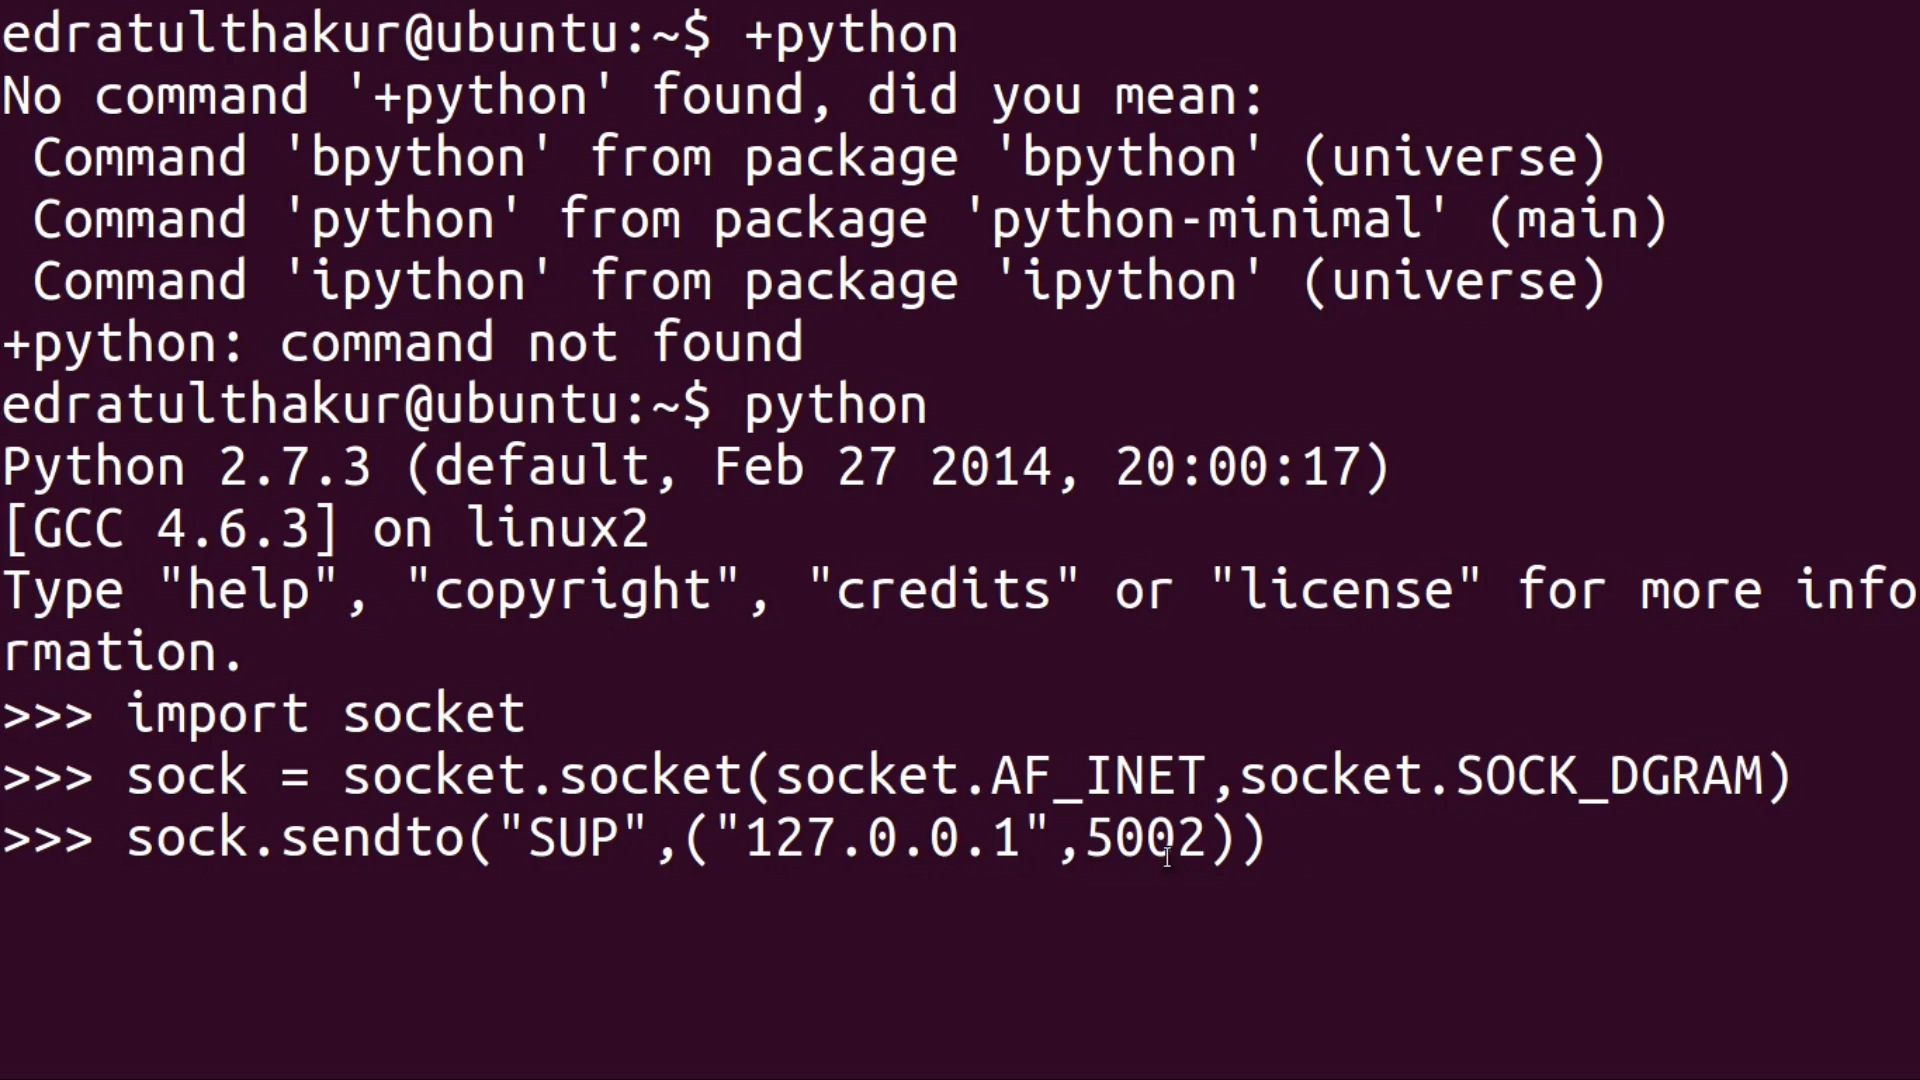 edratulthakur@ubuntu:~$ +python
No command '+python' found, did you mean:
 Command 'bpython' from package 'bpython' (universe)
 Command 'python' from package 'python-minimal' (main)
 Command 'ipython' from package 'ipython' (universe)
+python: command not found
edratulthakur@ubuntu:~$ python
Python 2.7.3 (default, Feb 27 2014, 20:00:17)
[GCC 4.6.3] on linux2
Type "help", "copyright", "credits" or "license" for more info
rmation.
>>> import socket
>>> sock = socket.socket(socket.AF_INET,socket.SOCK_DGRAM)
>>> sock.sendto("SUP",("127.0.0.1",5002))